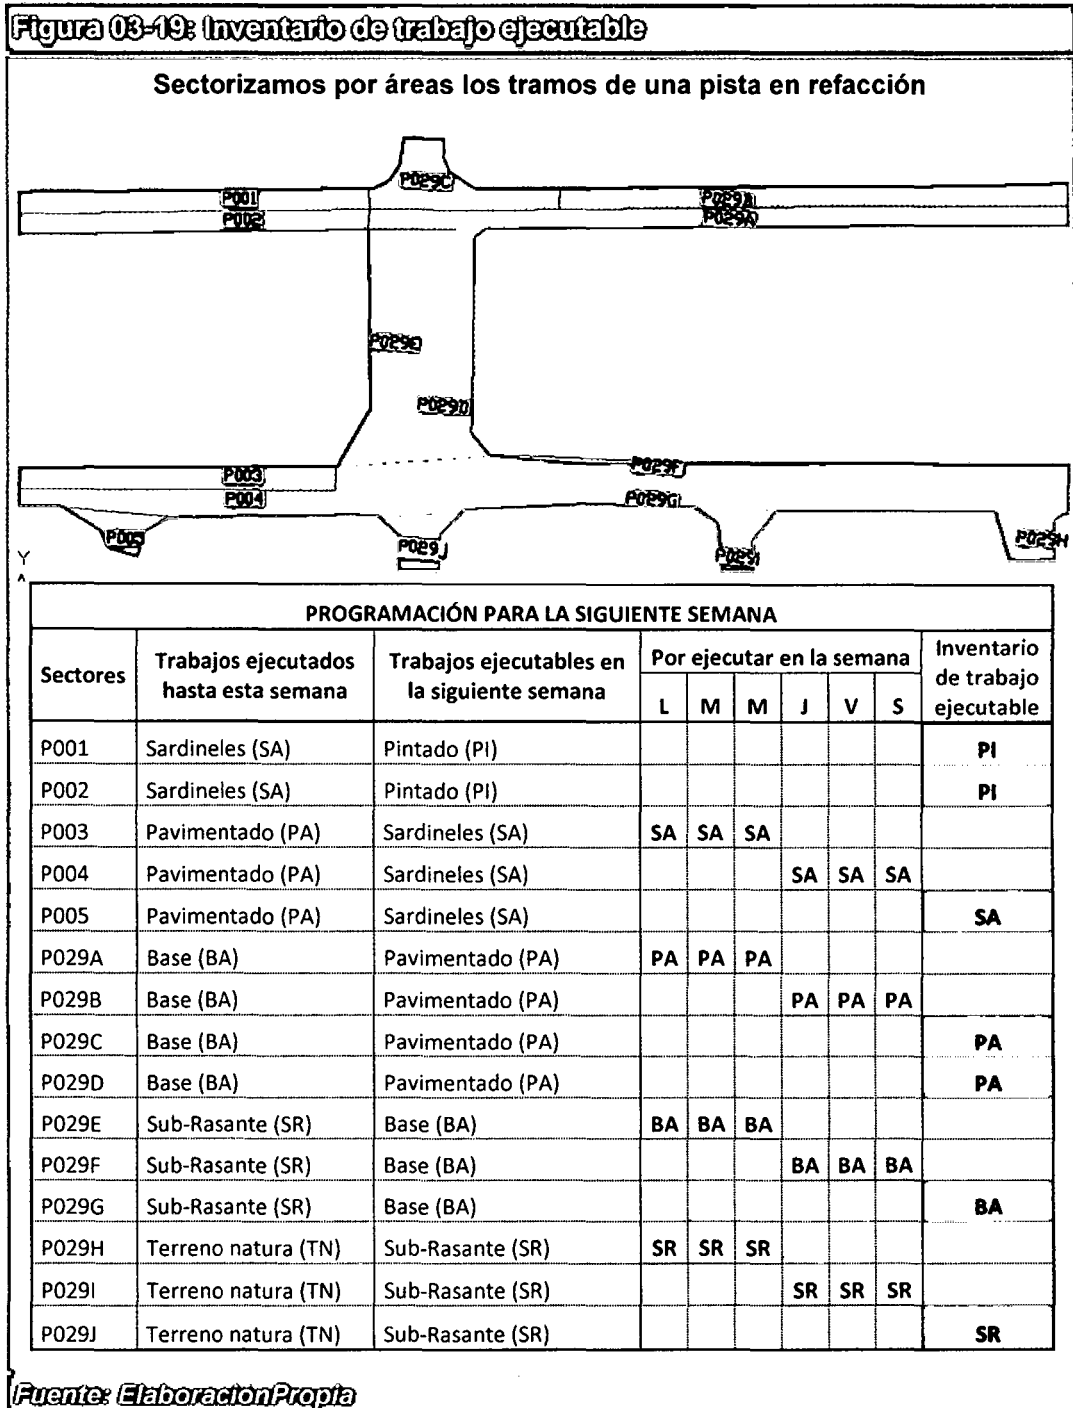 Figura 03-19: Inventario de trabajo ejecutable
Sectorizamos por áreas los tramos de una pista en refacción
P029C
P001
P002
P029B
P029A
P029E
P029D
P003
P004
P029F
P029G
P005
P029J
P029I
P029H
Y
PROGRAMACIÓN PARA LA SIGUIENTE SEMANA
Sectores | Trabajos ejecutados hasta esta semana | Trabajos ejecutables en la siguiente semana | Por ejecutar en la semana | Inventario de trabajo ejecutable
L M M J V S
P001 Sardineles (SA) Pintado (PI) PI
P002 Sardineles (SA) Pintado (PI) PI
P003 Pavimentado (PA) Sardineles (SA) SA SA SA
P004 Pavimentado (PA) Sardineles (SA) SA SA SA
P005 Pavimentado (PA) Sardineles (SA) SA
P029A Base (BA) Pavimentado (PA) PA PA PA
P029B Base (BA) Pavimentado (PA) PA PA PA
P029C Base (BA) Pavimentado (PA) PA
P029D Base (BA) Pavimentado (PA) PA
P029E Sub-Rasante (SR) Base (BA) BA BA BA
P029F Sub-Rasante (SR) Base (BA) BA BA BA
P029G Sub-Rasante (SR) Base (BA) BA
P029H Terreno natura (TN) Sub-Rasante (SR) SR SR SR
P029I Terreno natura (TN) Sub-Rasante (SR) SR SR SR
P029J Terreno natura (TN) Sub-Rasante (SR) SR
Fuente: ElaboracionPropia